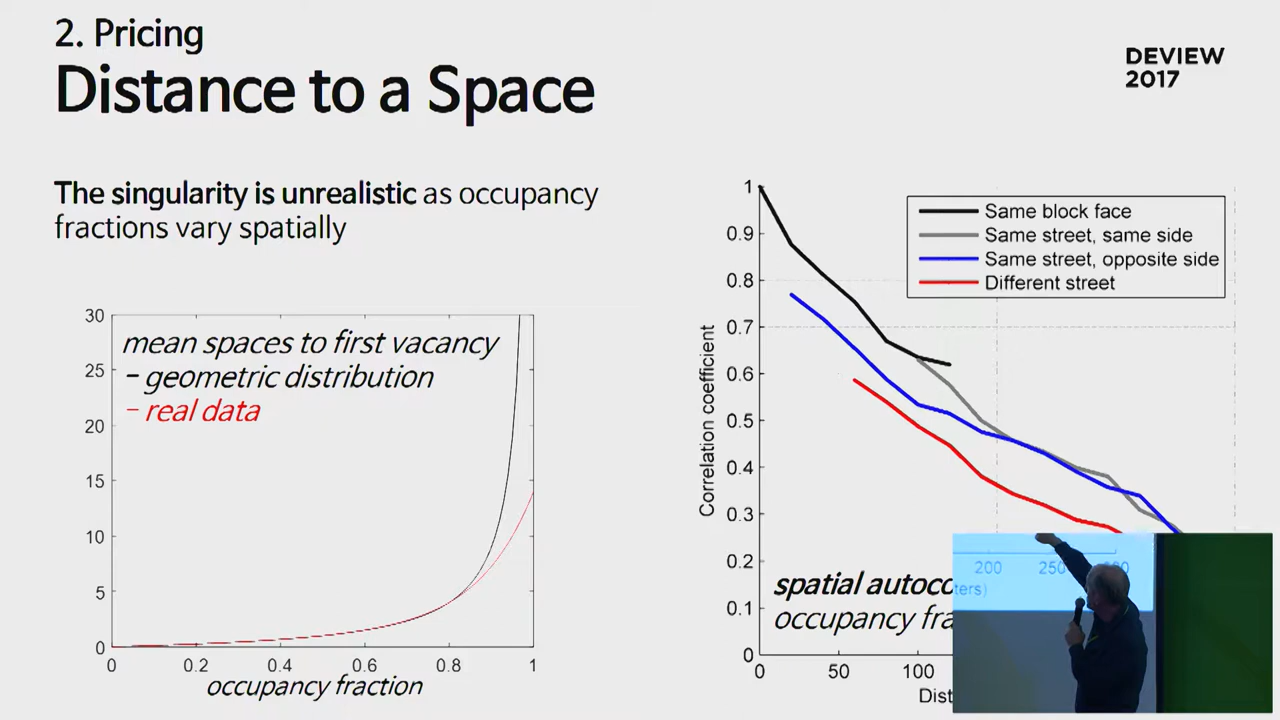 2. Pricing
Distance to a Space
DEVIEW
2017
The singularity is unrealistic as occupancy
fractions vary spatially
mean spaces to first vacancy
- geometric distribution
- real data
30
25
20
15
10
5
0
0 0.2 0.4 0.6 0.8 1
occupancy fraction
Same block face
Same street, same side
Same street, opposite side
Different street
Correlation coefficient
1
0.9
0.8
0.7
0.6
0.5
0.4
0.3
0.2
0.1
0
0 50 100
spatial
occupancy
200 250